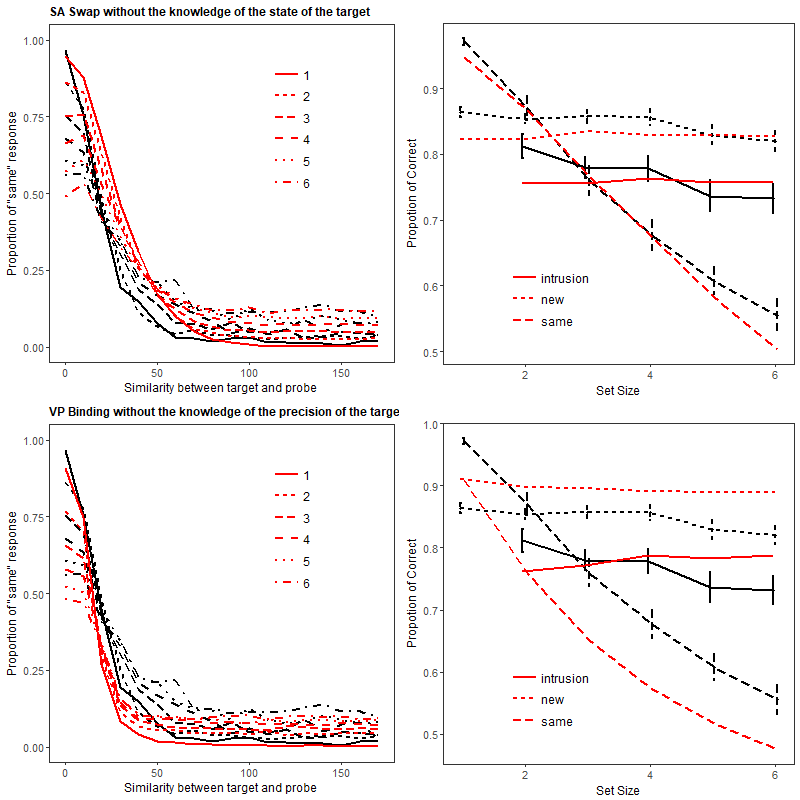 SA Swap without the knowledge of the state of the target
1.00
0.75
0.50
0.25
0.00
Proportion of "same" response
0
50
100
150
Similarity between target and probe
1
2
3
4
5
6
0.9
0.8
0.7
0.6
0.5
Propotion of Correct
2
4
6
Set Size
intrusion
new
same
VP Binding without the knowledge of the precision of the targe
1.00
0.75
0.50
0.25
0.00
Proportion of "same" response
0
50
100
150
Similarity between target and probe
1
2
3
4
5
6
1.0
0.9
0.8
0.7
0.6
0.5
Propotion of Correct
2
4
6
Set Size
intrusion
new
same